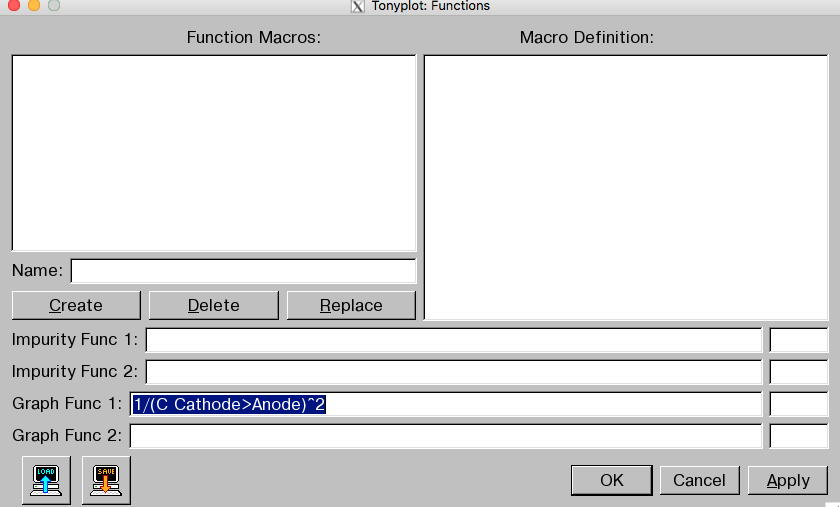 Tonyplot: Functions
Function Macros:
Macro Definition:
Name:
Create Delete Replace
Impurity Func 1:
Impurity Func 2:
Graph Func 1: 1/(C Cathode>Anode)^2
Graph Func 2:
LOAD SAVE OK Cancel Apply